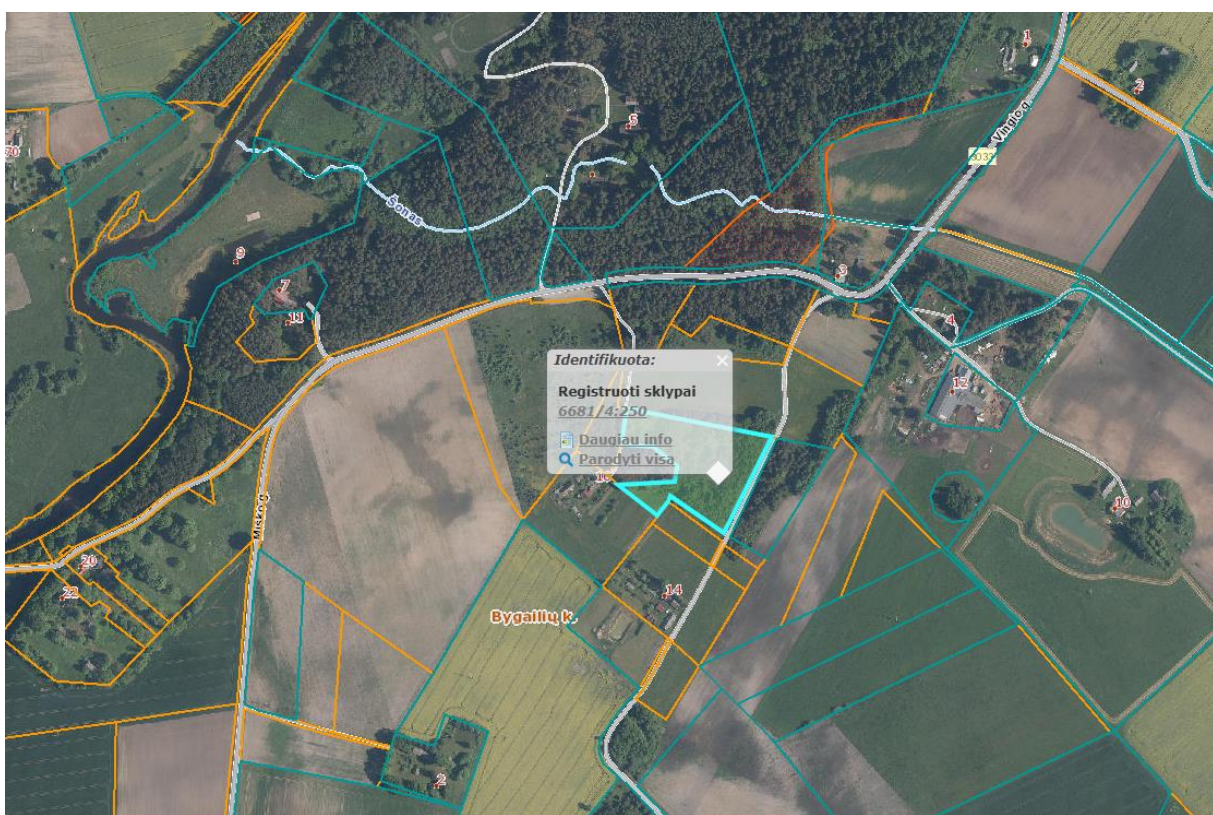 1
2
Vingio g.
5
70
Šonas
9
3
7
11
4
Identifikuota:
Registruoti sklypai
6681/4:250
12
Daugiau info
Parodyti visa
10
Miško g.
20
14
22
Bygailių k.
2